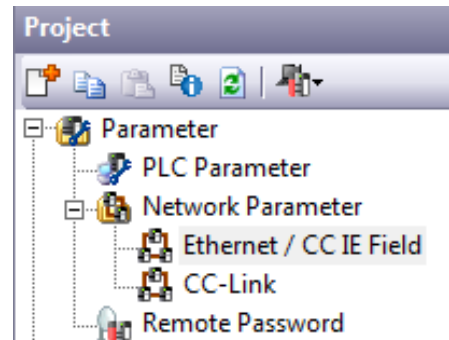 Project
Parameter
PLC Parameter
Network Parameter
Ethernet / CC IE Field
CC-Link
Remote Password